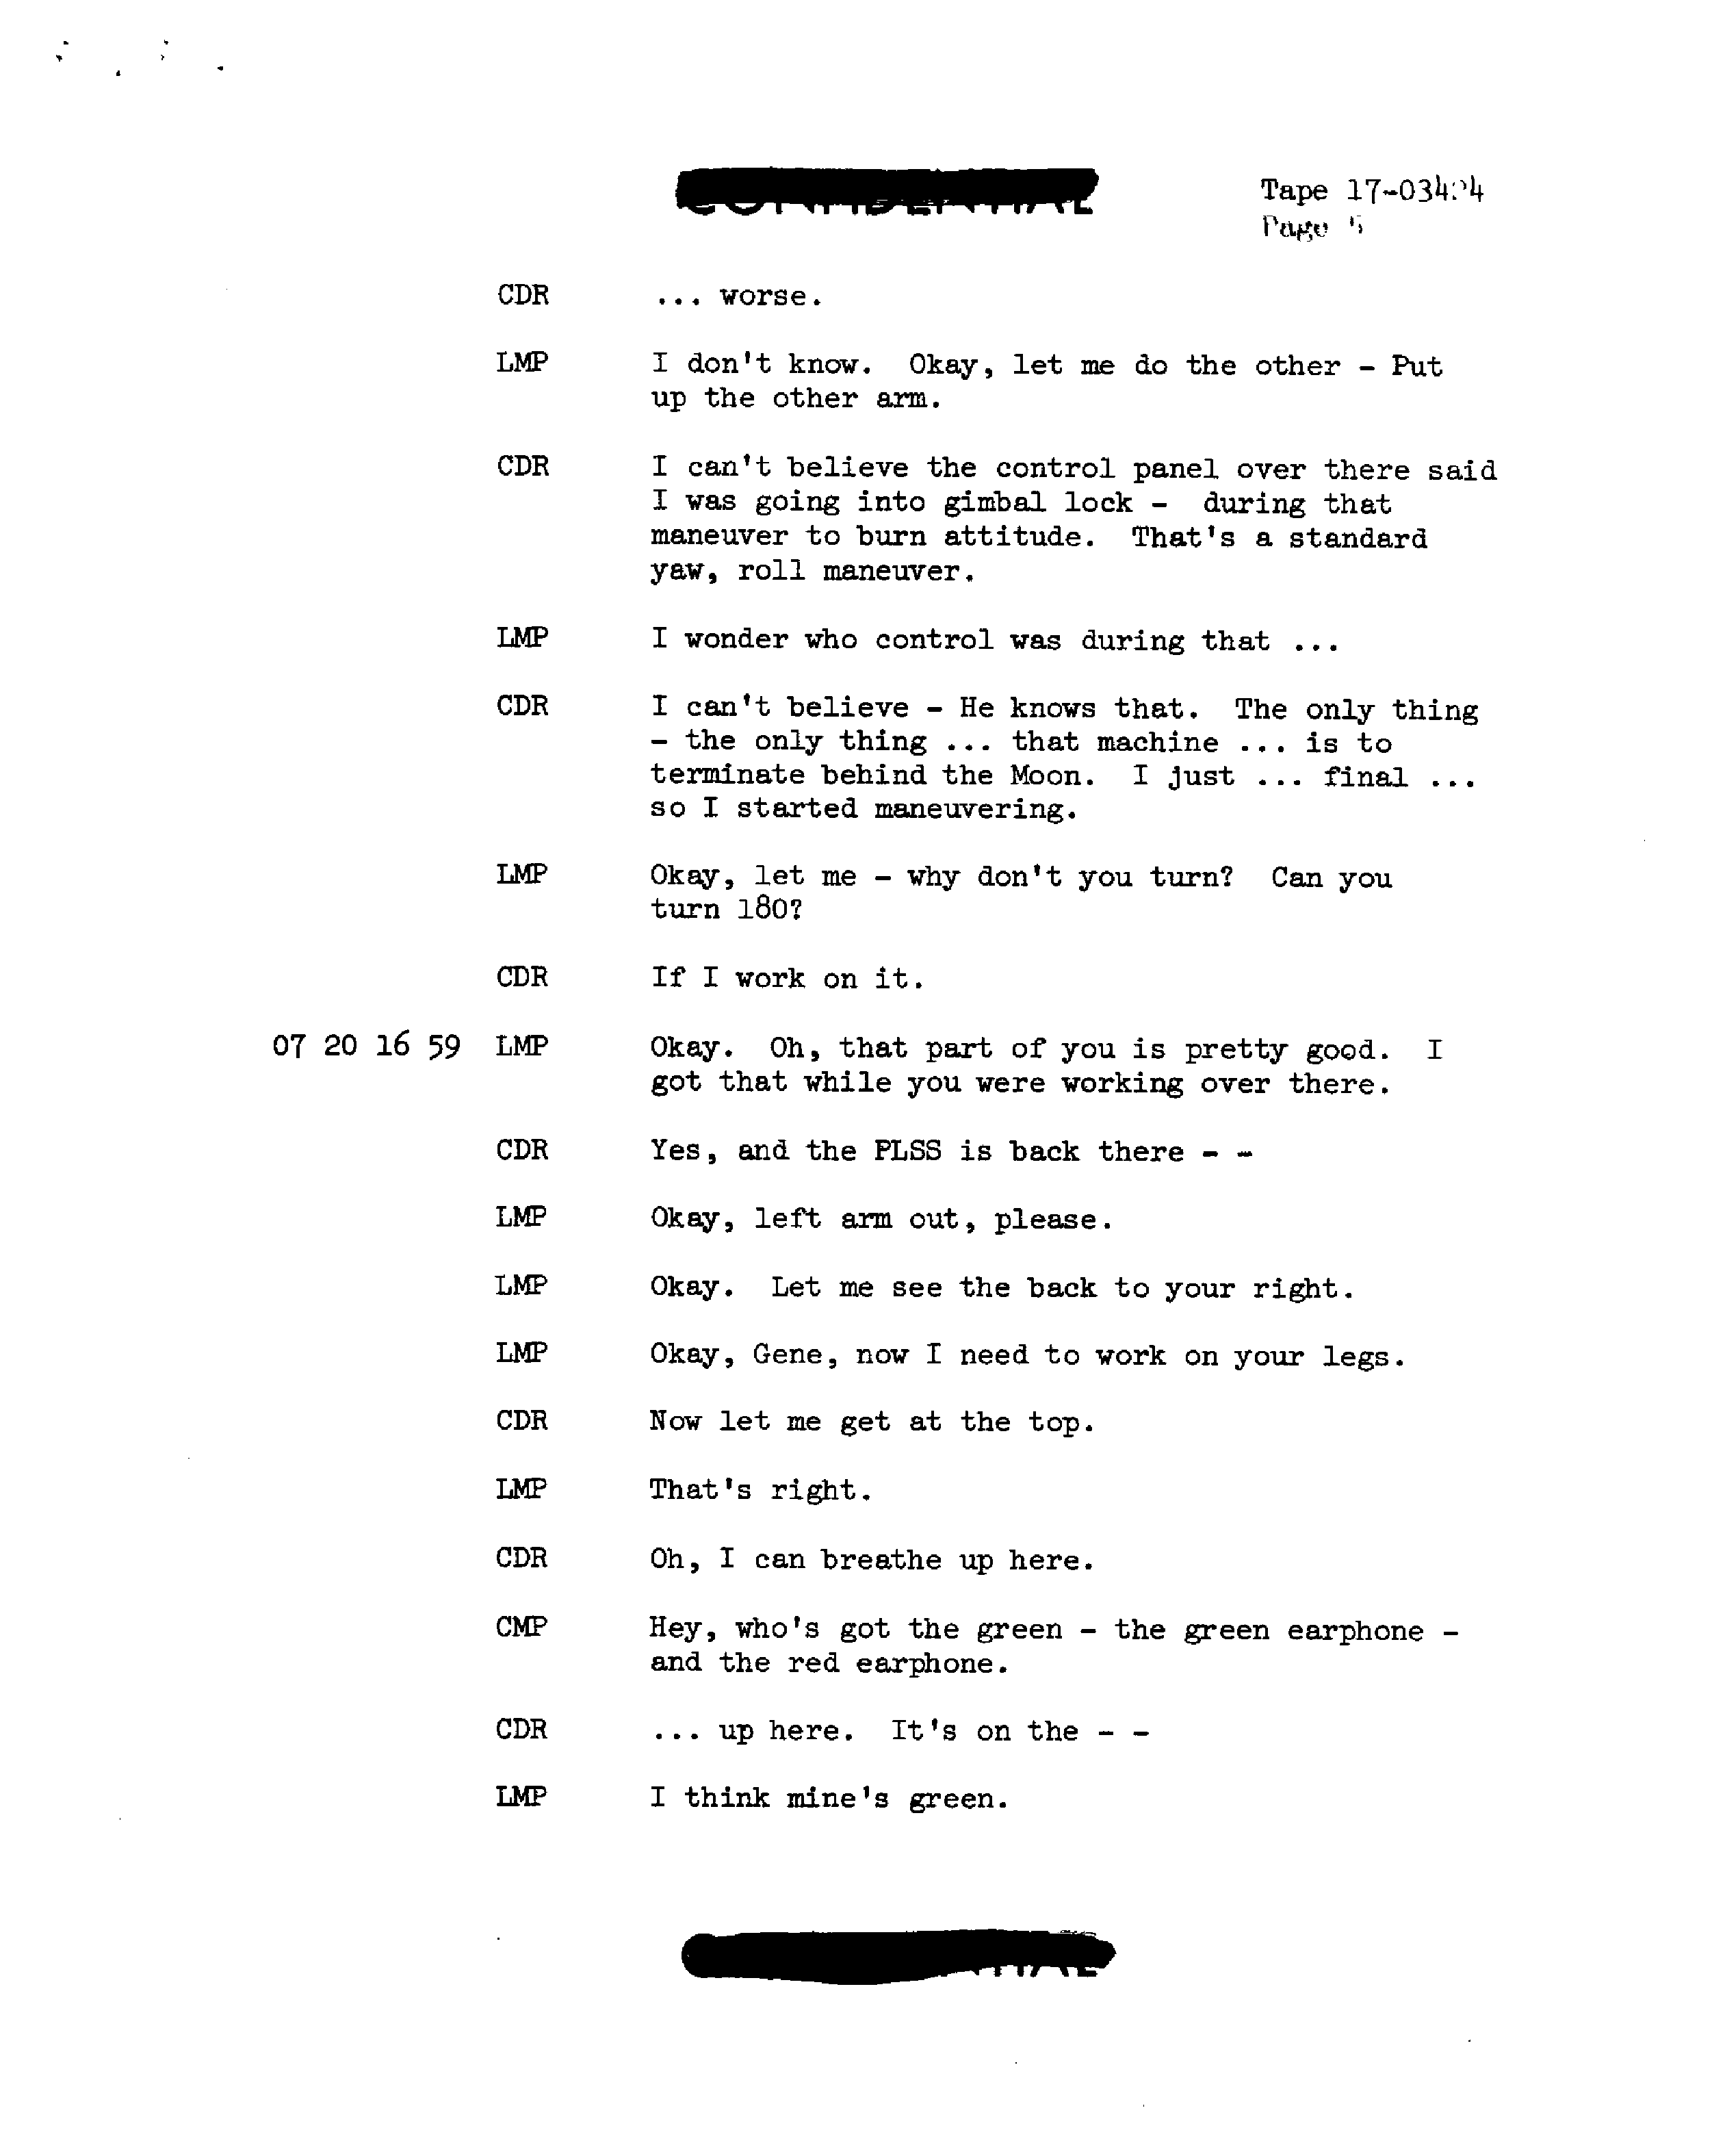 Tape
Page
CDR ... worse.
LMP I don't know. Okay, let me do the other - Put
up the other arm.
CDR I can't believe the control panel over there said
I was going into gimbal lock - during that
maneuver to burn attitude. That's a standard
yaw, roll maneuver.
LMP I wonder who control was during that ...
CDR I can't believe - He knows that. The only thing
- the only thing ... that machine ... is to
terminate behind the Moon. I just ... final ...
so I started maneuvering.
LMP Okay, let me - why don't you turn? Can you
turn 180?
CDR If I work on it.
07 20 16 59 LMP Okay. Oh, that part of you is pretty good. I
got that while you were working over there.
CDR Yes, and the PLSS is back there - -
LMP Okay, left arm out, please.
LMP Okay. Let me see the back to your right.
LMP Okay, Gene, now I need to work on your legs.
CDR Now let me get at the top.
LMP That's right.
CDR Oh, I can breathe up here.
CMP Hey, who's got the green - the green earphone -
and the red earphone.
CDR ... up here. It's on the - -
LMP I think mine's green.